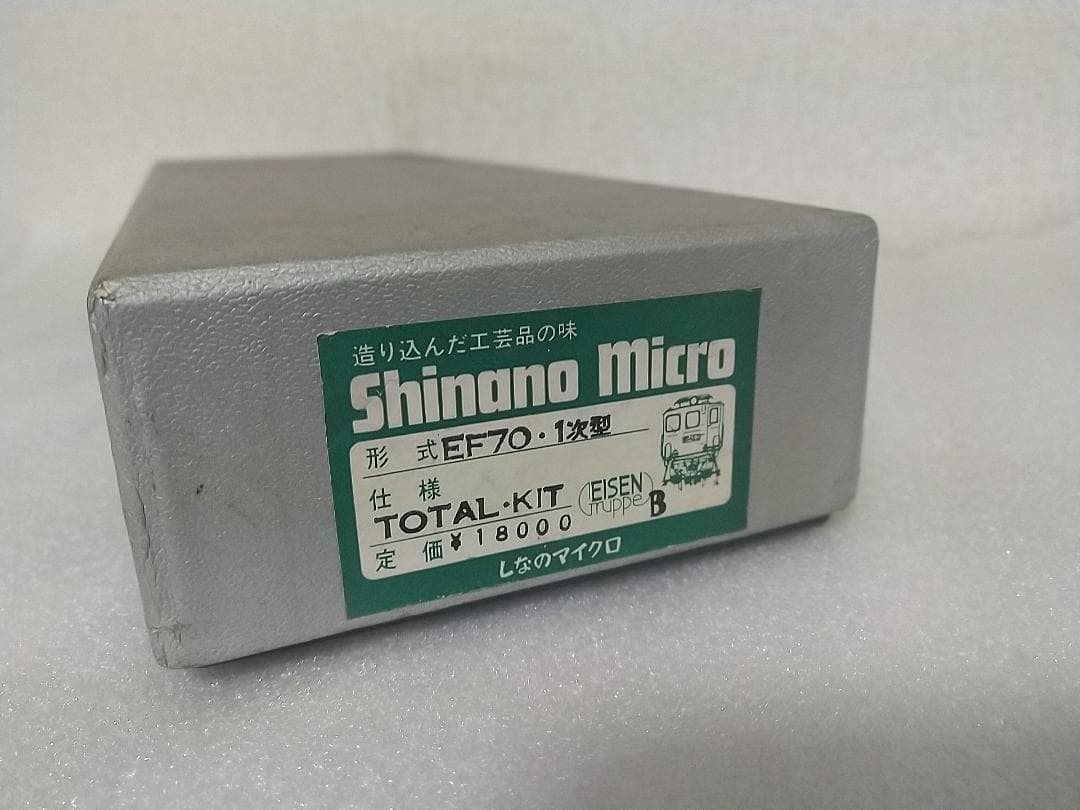 造り込んだ工芸品の味
Shinano Micro
形式 EF70・1次型
仕様
TOTAL・KIT
EISEN
Truppe
B
定価 ¥18000
しなのマイクロ